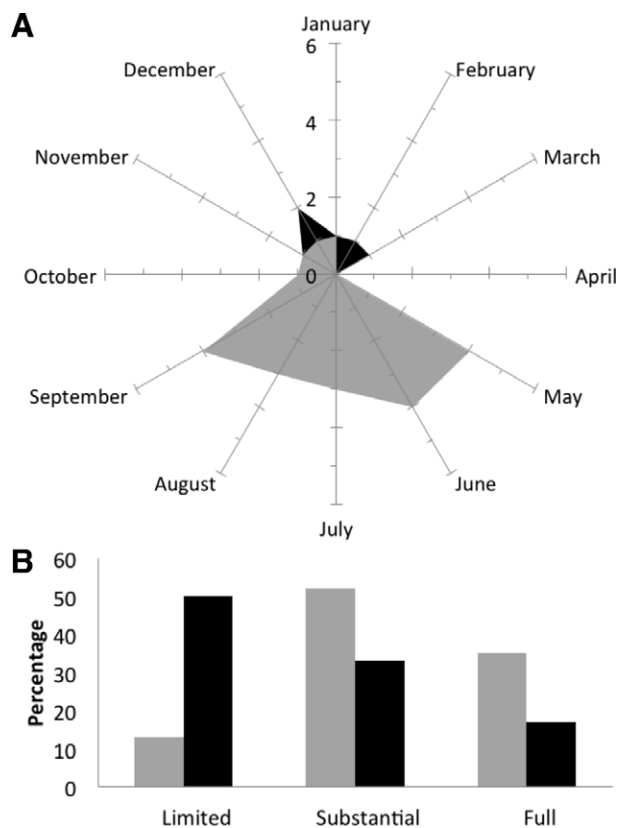 A
January
6
December
February
4
November
March
2
October
0
April
September
May
August
June
July
B
60
50
40
30
20
10
0
Percentage
Limited
Substantial
Full